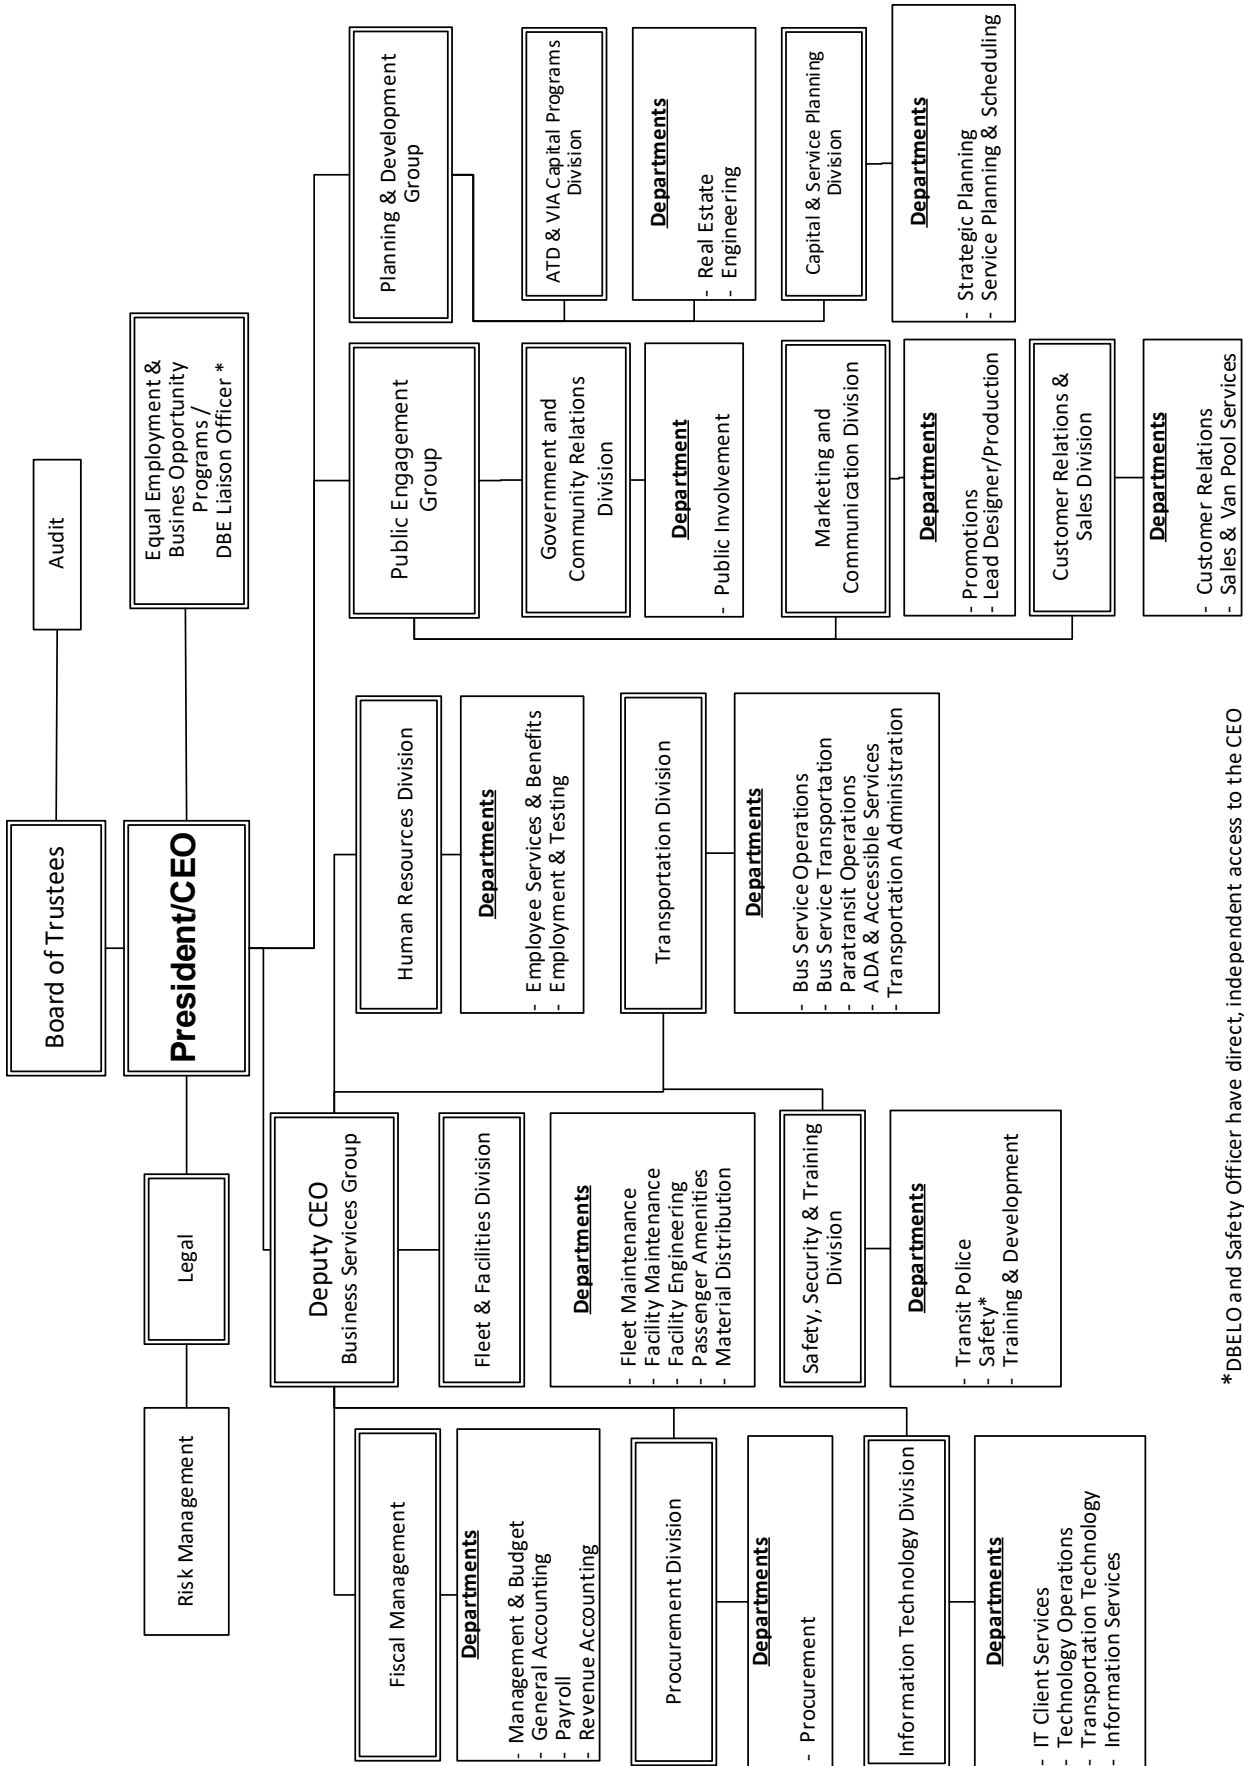 Board of Trustees
Audit
President/CEO
Equal Employment &
Busines Opportunity
Programs /
DBE Liaison Officer *
Legal
Risk Management
Deputy CEO
Business Services Group
Public Engagement
Group
Planning & Development
Group
Fiscal Management
Departments
- Management & Budget
- General Accounting
- Payroll
- Revenue Accounting
Procurement Division
Departments
- Procurement
Information Technology Division
Departments
- IT Client Services
- Technology Operations
- Transportation Technology
- Information Services
Fleet & Facilities Division
Departments
- Fleet Maintenance
- Facility Maintenance
- Facility Engineering
- Passenger Amenities
- Material Distribution
Safety, Security & Training
Division
Departments
- Transit Police
- Safety*
- Training & Development
Human Resources Division
Departments
- Employee Services & Benefits
- Employment & Testing
Transportation Division
Departments
- Bus Service Operations
- Bus Service Transportation
- Paratransit Operations
- ADA & Accessible Services
- Transportation Administration
Government and
Community Relations
Division
Department
- Public Involvement
Marketing and
Communication Division
Departments
- Promotions
- Lead Designer/Production
Customer Relations &
Sales Division
Departments
- Customer Relations
- Sales & Van Pool Services
ATD & VIA Capital Programs
Division
Departments
- Real Estate
- Engineering
Capital & Service Planning
Division
Departments
- Strategic Planning
- Service Planning & Scheduling
*DBELO and Safety Officer have direct, independent access to the CEO